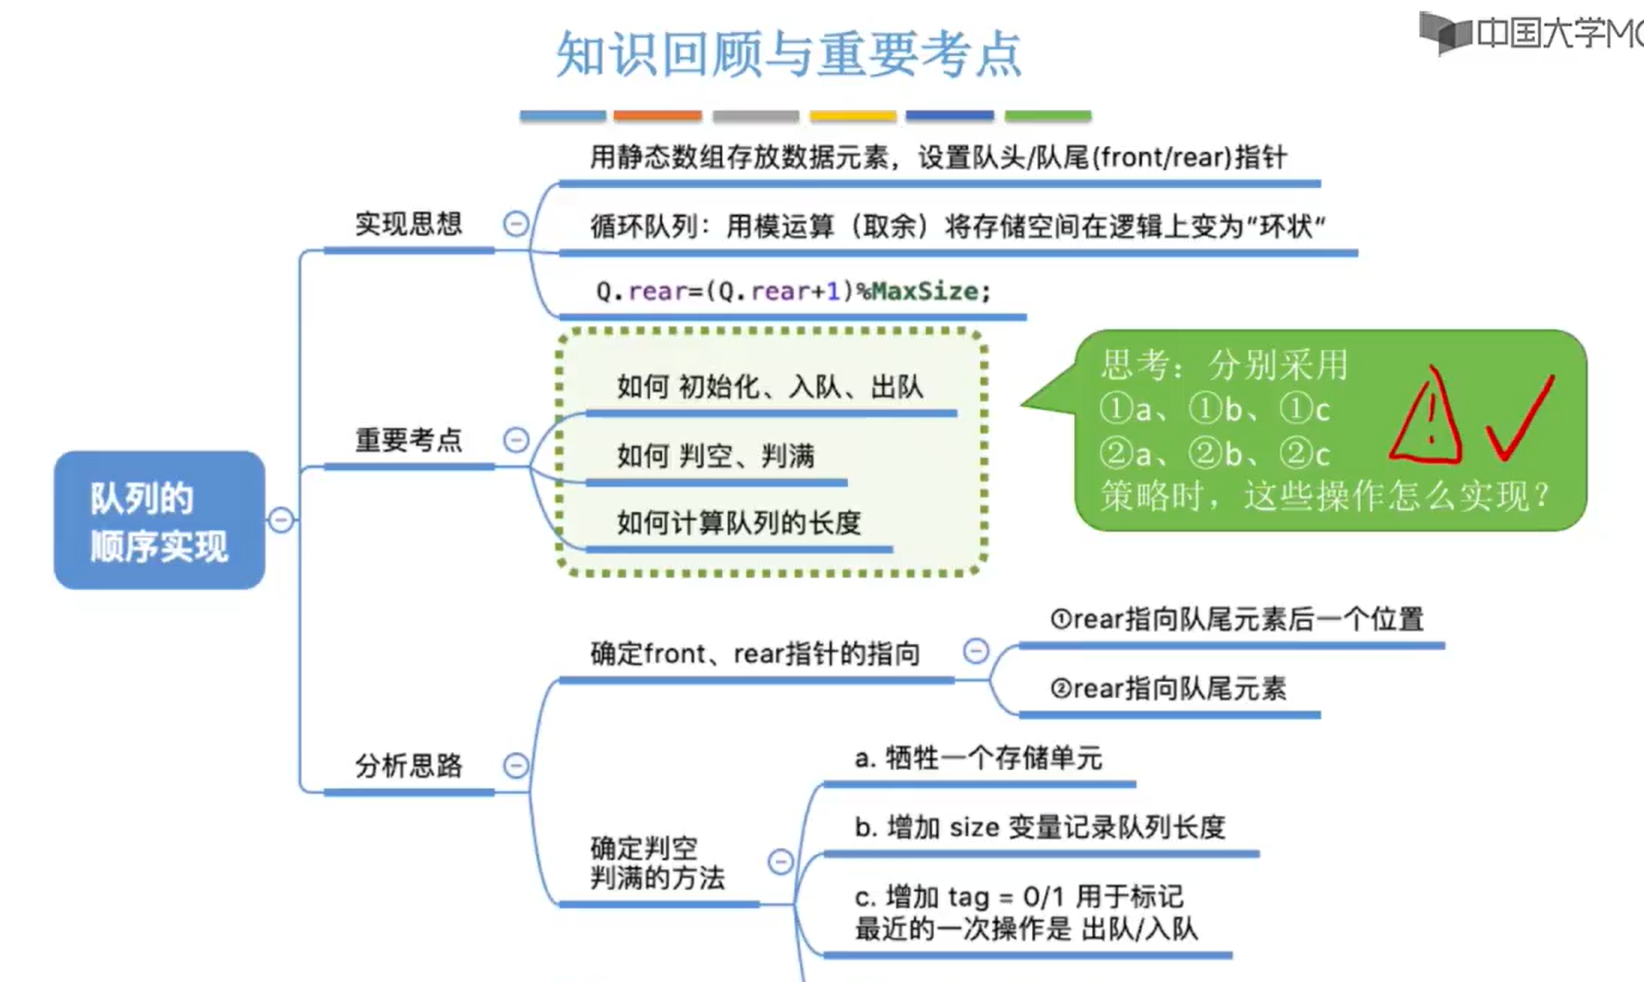 知识回顾与重要考点
中国大学MO
用静态数组存放数据元素，设置队头/队尾(front/rear)指针
实现思想
循环队列：用模运算（取余）将存储空间在逻辑上变为"环状"
Q.rear=(Q.rear+1)%MaxSize;
如何 初始化、入队、出队
重要考点
如何 判空、判满
如何计算队列的长度
思考：分别采用
①a、①b、①c
②a、②b、②c
策略时，这些操作怎么实现？
队列的
顺序实现
确定front、rear指针的指向
①rear指向队尾元素后一个位置
②rear指向队尾元素
分析思路
确定判空
判满的方法
a. 牺牲一个存储单元
b. 增加 size 变量记录队列长度
c. 增加 tag = 0/1 用于标记
最近的一次操作是 出队/入队